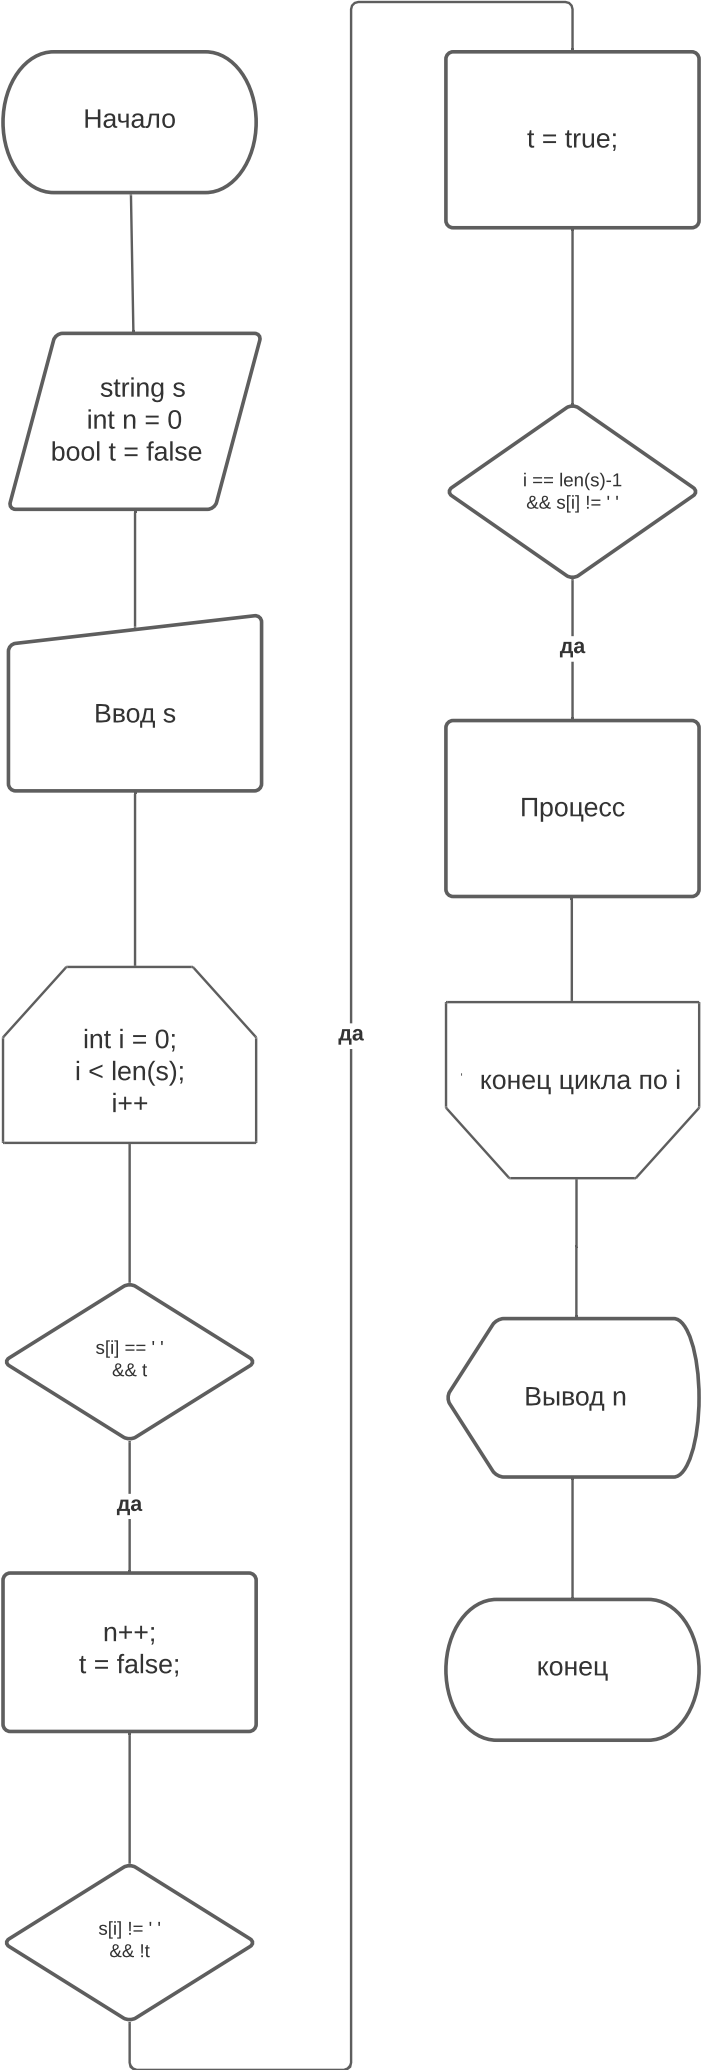 Начало
string s
int n = 0
bool t = false
Ввод s
int i = 0;
i < len(s);
i++
s[i] == ' '
&& t
да
n++;
t = false;
s[i] != ' '
&& !t
да
t = true;
i == len(s)-1
&& s[i] != ' '
да
Процесс
' конец цикла по i
Вывод n
конец